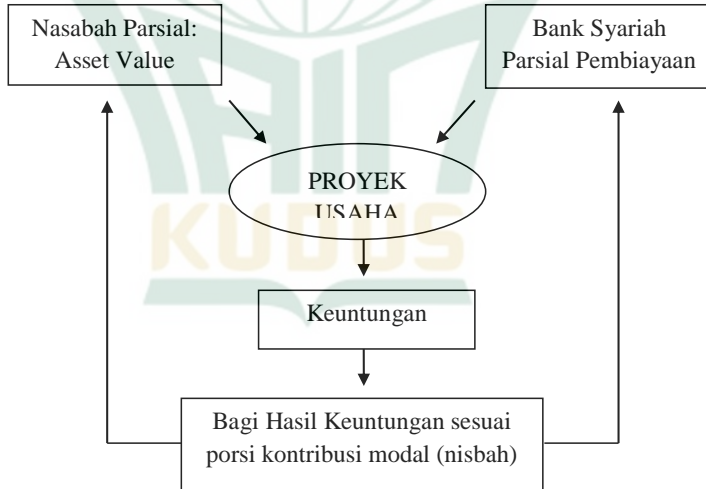 Nasabah Parsial:
Asset Value
Bank Syariah
Parsial Pembiayaan
PROYEK
USAHA
KUDUS
Keuntungan
Bagi Hasil Keuntungan sesuai
porsi kontribusi modal (nisbah)